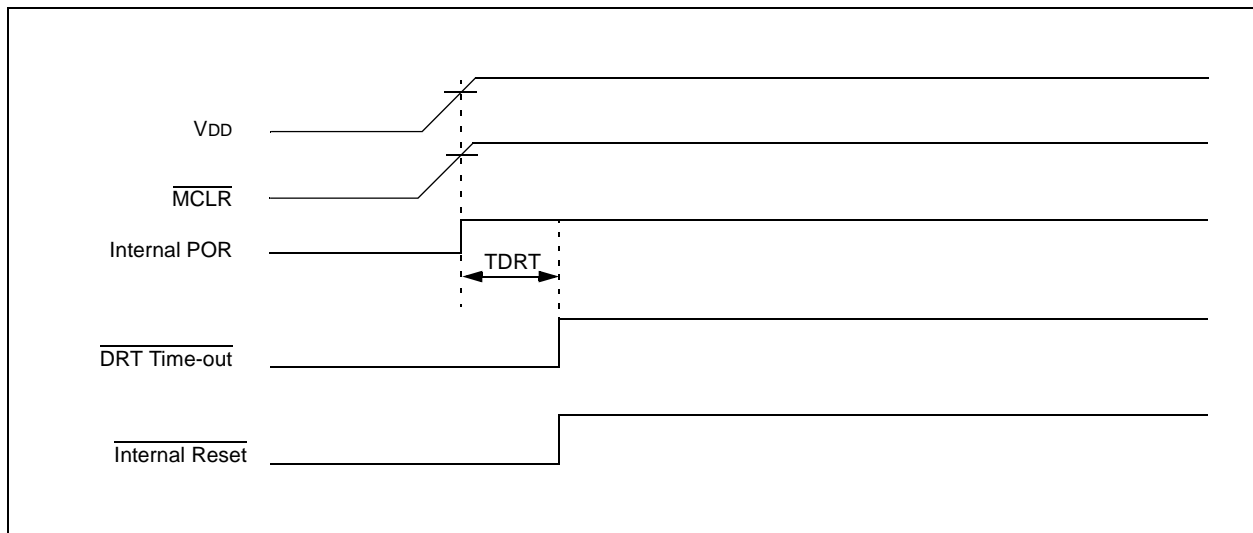 VDD
MCLR
Internal POR
TDRT
DRT Time-out
Internal Reset